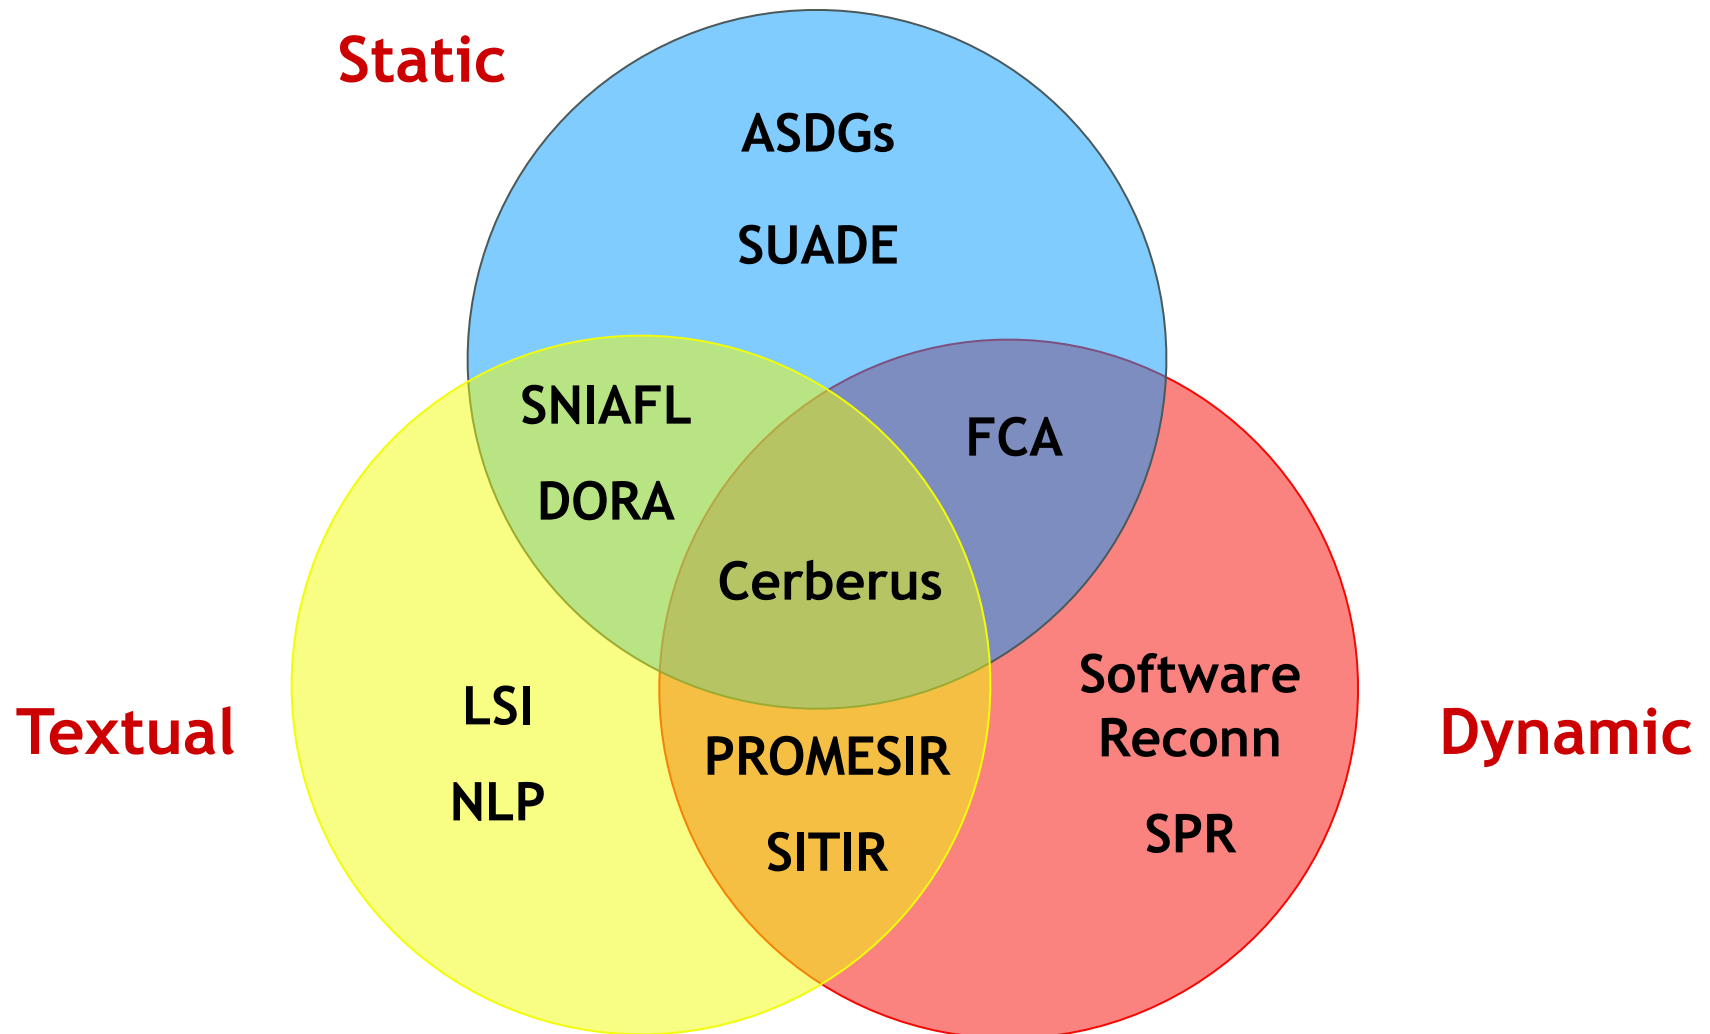 Static
ASDGs
SUADE
SNIAFL
FCA
DORA
Cerberus
Software
Reconn
LSI
Textual
Dynamic
PROMESIR
NLP
SPR
SITIR